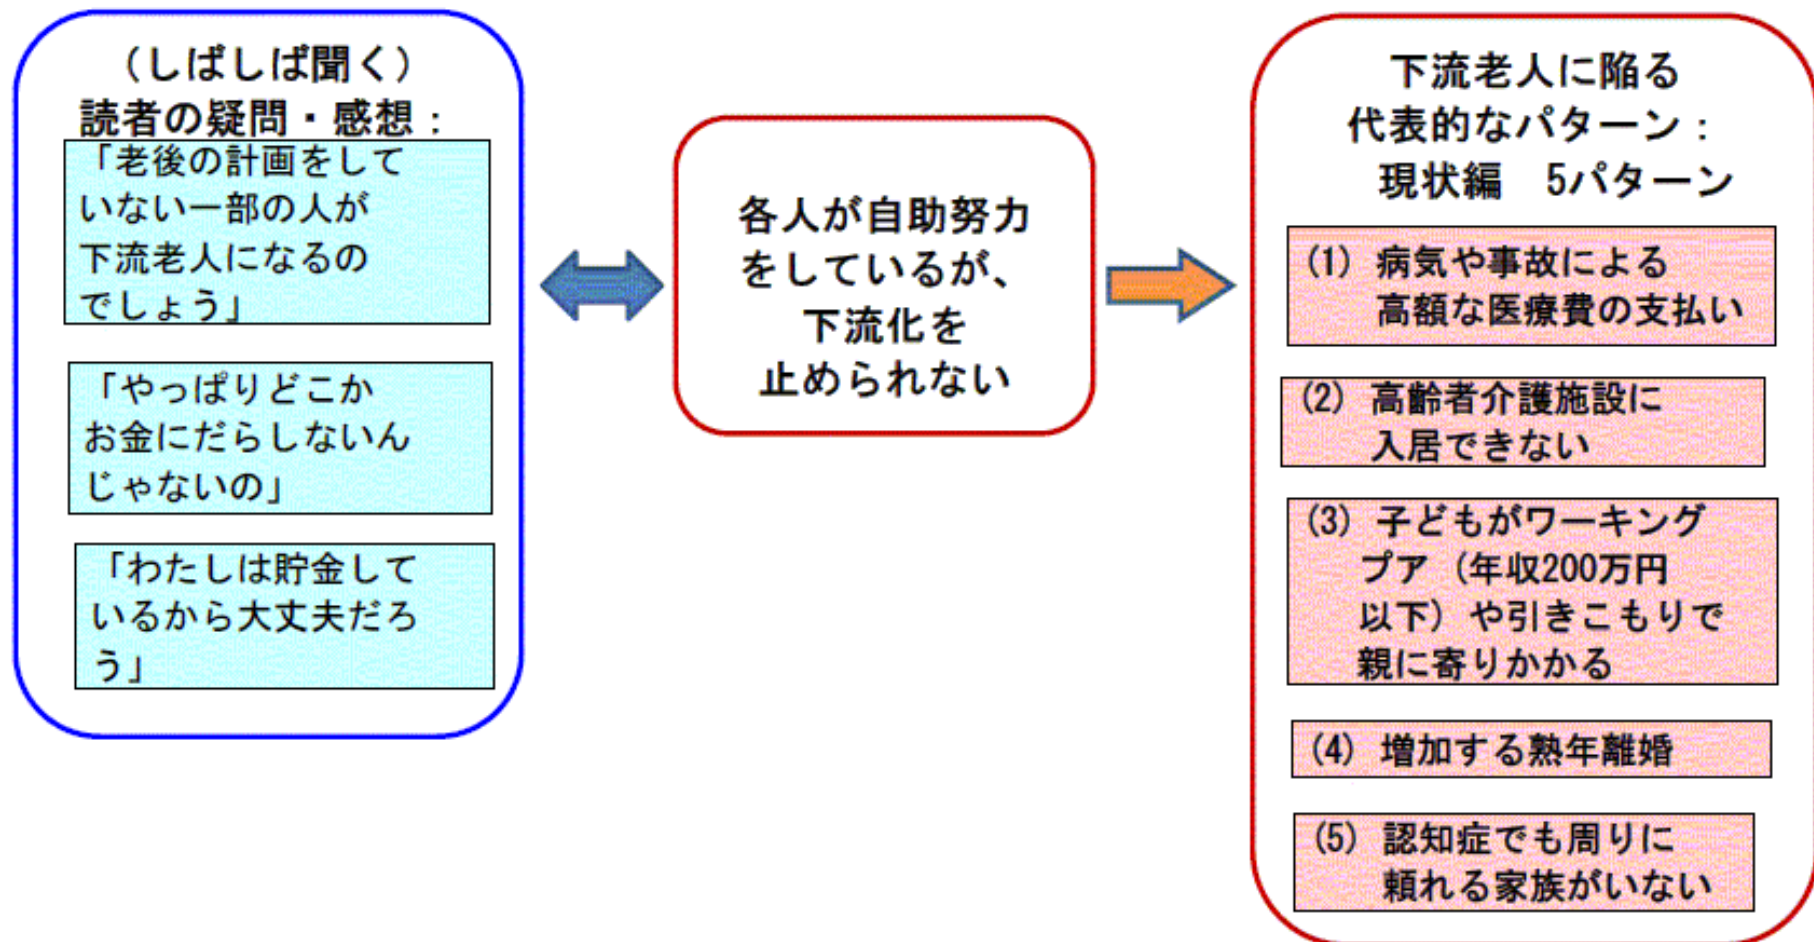 （しばしば聞く）
読者の疑問・感想：
「老後の計画をして
いない一部の人が
下流老人になるの
でしょう」
「やっぱりどこか
お金にだらしないん
じゃないの」
「わたしは貯金して
いるから大丈夫だろ
う」
各人が自助努力
をしているが、
下流化を
止められない
下流老人に陥る
代表的なパターン：
現状編　5パターン
(1) 病気や事故による
高額な医療費の支払い
(2) 高齢者介護施設に
入居できない
(3) 子どもがワーキング
プア（年収200万円
以下）や引きこもりで
親に寄りかかる
(4) 増加する熟年離婚
(5) 認知症でも周りに
頼れる家族がいない